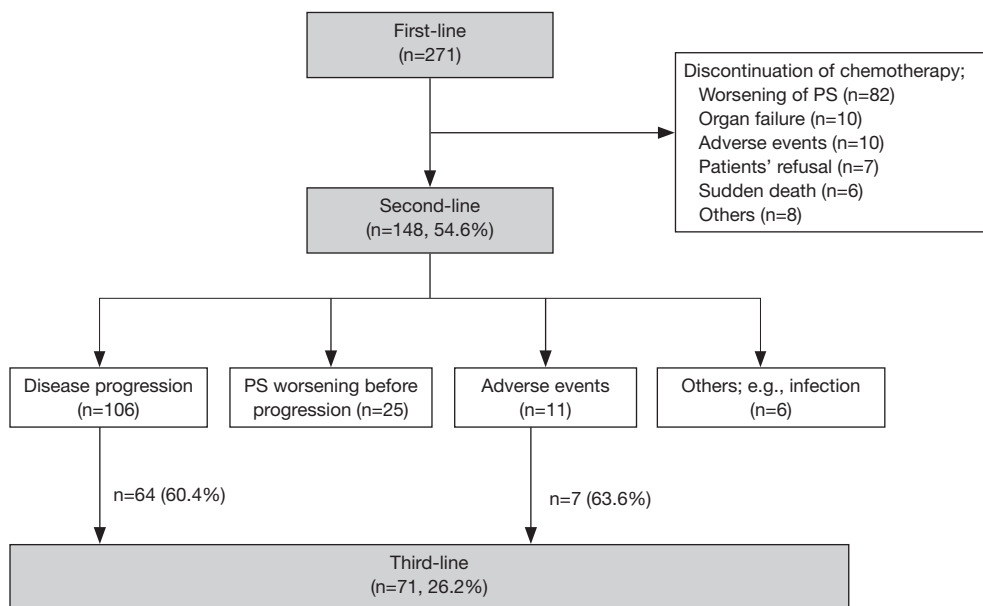 First-line
(n=271)
Discontinuation of chemotherapy;
Worsening of PS (n=82)
Organ failure (n=10)
Adverse events (n=10)
Patients’ refusal (n=7)
Sudden death (n=6)
Others (n=8)
Second-line
(n=148, 54.6%)
Disease progression
(n=106)
PS worsening before
progression (n=25)
Adverse events
(n=11)
Others; e.g., infection
(n=6)
n=64 (60.4%)
n=7 (63.6%)
Third-line
(n=71, 26.2%)